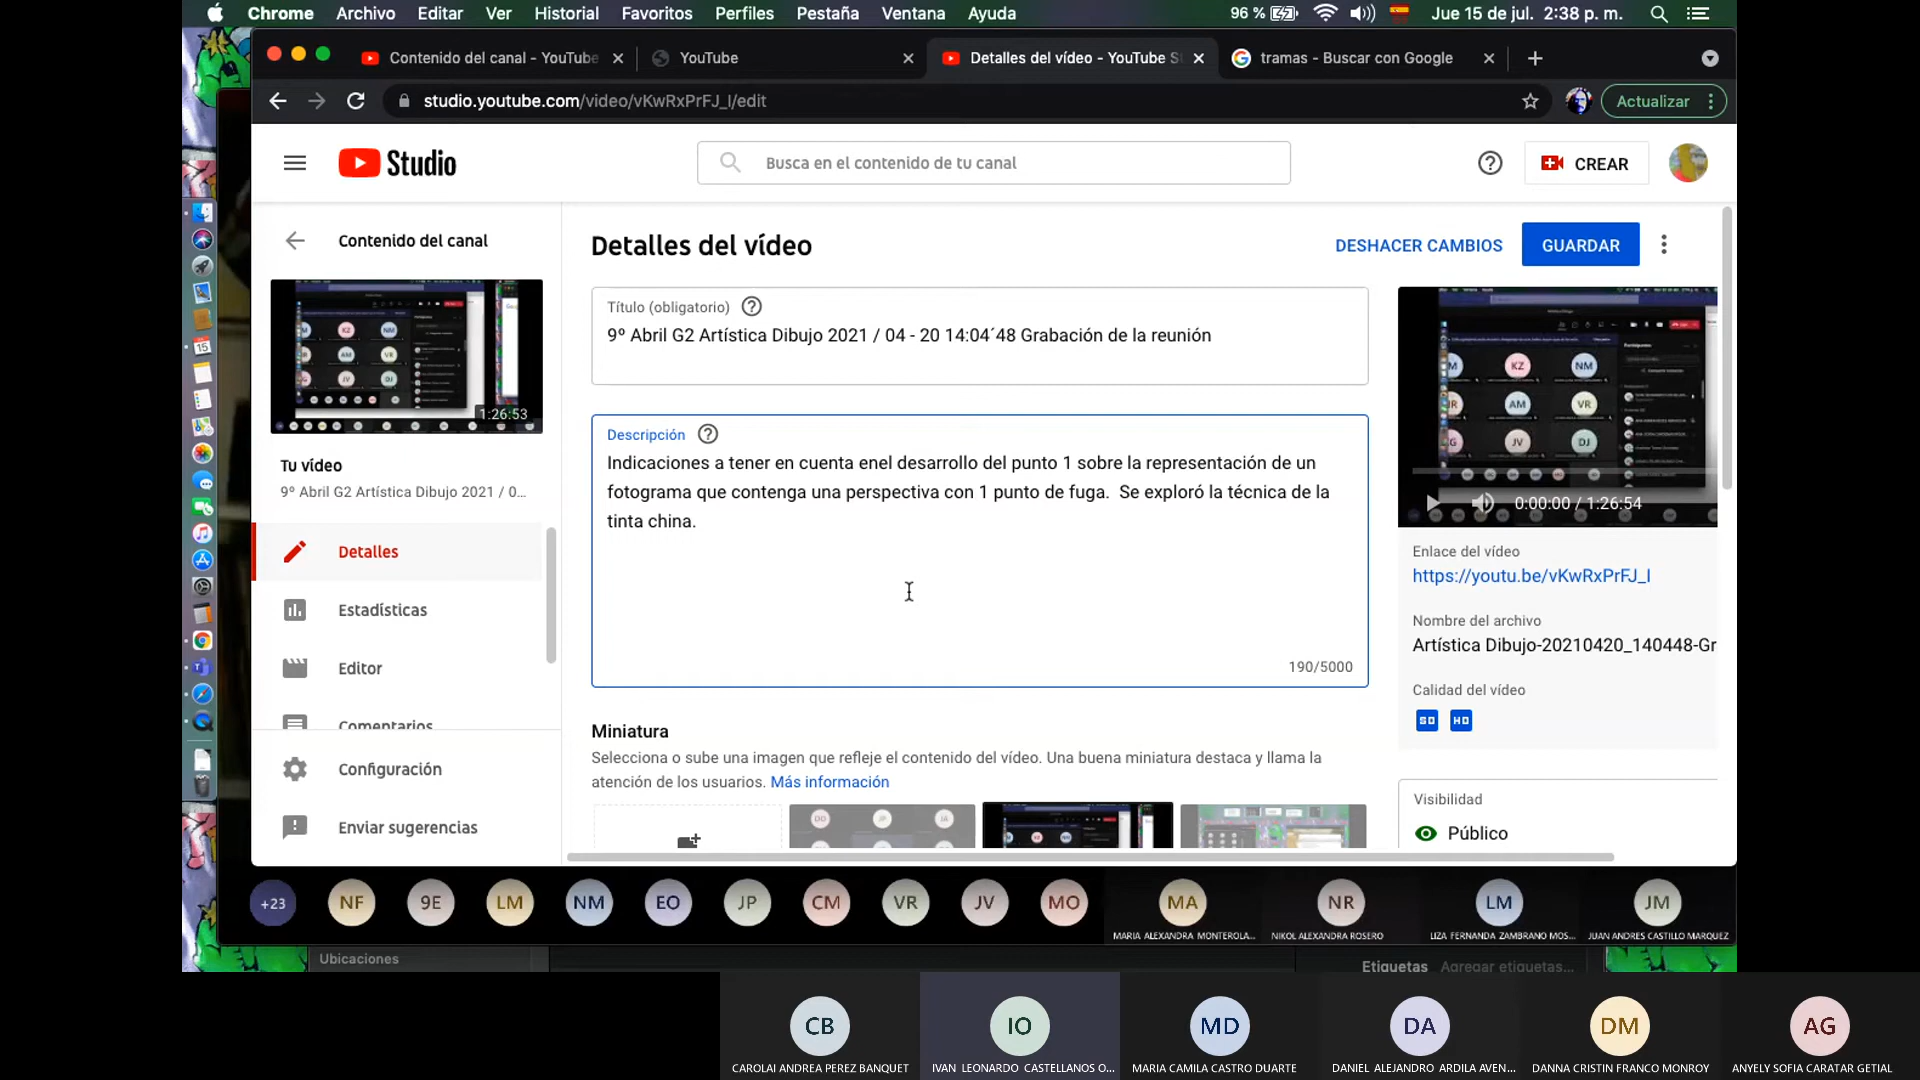 Chrome Archivo Editar Ver Historial Favoritos Perfiles Pestaña Ventana Ayuda 96 % Jue 15 de jul. 2:38 p. m.
Contenido del canal - YouTube
YouTube
Detalles del vídeo - YouTube S
tramas - Buscar con Google
studio.youtube.com/video/vKwRxPrFJ_I/edit
Actualizar
Studio
Busca en el contenido de tu canal
CREAR
Contenido del canal
1:26:53
Tu vídeo
9º Abril G2 Artística Dibujo 2021 / 0...
Detalles
Estadísticas
Editor
Comentarios
Configuración
Enviar sugerencias
Detalles del vídeo
DESHACER CAMBIOS
GUARDAR
Título (obligatorio)
9º Abril G2 Artística Dibujo 2021 / 04 - 20 14:04´48 Grabación de la reunión
Descripción
Indicaciones a tener en cuenta enel desarrollo del punto 1 sobre la representación de un
fotograma que contenga una perspectiva con 1 punto de fuga.  Se exploró la técnica de la
tinta china.
190/5000
Miniatura
Selecciona o sube una imagen que refleje el contenido del vídeo. Una buena miniatura destaca y llama la
atención de los usuarios. Más información
KZ NM
AM VR
JV DJ
0:00:00 / 1:26:54
Enlace del vídeo
https://youtu.be/vKwRxPrFJ_I
Nombre del archivo
Artística Dibujo-20210420_140448-Gr
Calidad del vídeo
SD HD
Visibilidad
Público
+23 NF 9E LM NM EO JP CM VR JV MO MA NR LM JM
MARIA ALEXANDRA MONTEROLA... NIKOL ALEXANDRA ROSERO LIZA FERNANDA ZAMBRANO MOS... JUAN ANDRES CASTILLO MARQUEZ
Ubicaciones
Etiquetas Agregar etiquetas...
CB IO MD DA DM AG
CAROLAI ANDREA PEREZ BANQUET IVAN LEONARDO CASTELLANOS O... MARIA CAMILA CASTRO DUARTE DANIEL ALEJANDRO ARDILA AVEN... DANNA CRISTIN FRANCO MONROY ANYELY SOFIA CARATAR GETIAL